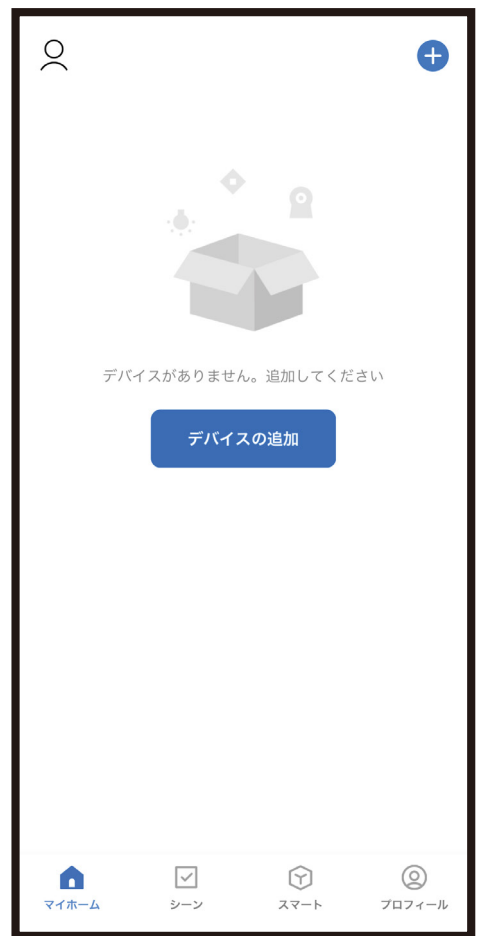 デバイスがありません。追加してください
デバイスの追加
マイホーム
シーン
スマート
プロフィール